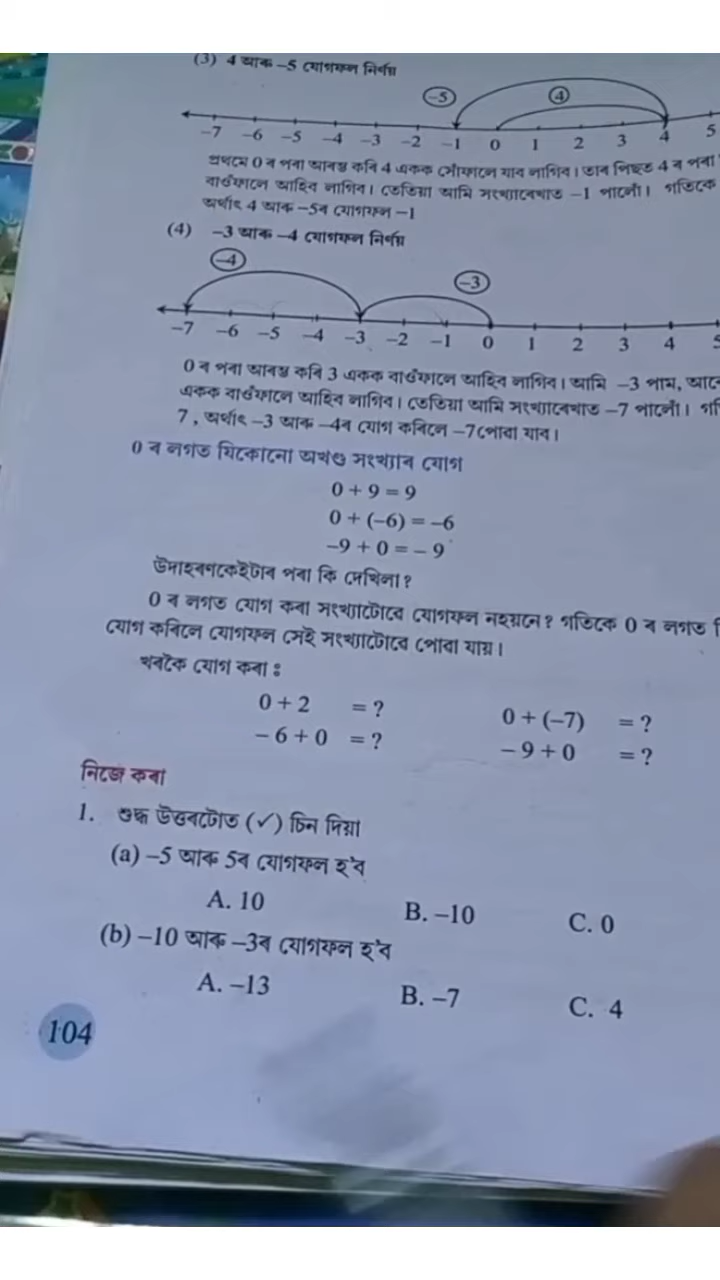 (3) 4 আৰু –5 যোগফল নিৰ্ণয়
–5 4
–7 –6 –5 –4 –3 –2 –1 0 1 2 3 4 5
প্ৰথমে 0 ৰ পৰা আৰম্ভ কৰি 4 একক সোঁফালে যাব লাগিব। তাৰ পিছত 4 ৰ পৰা
বাওঁফালে আহিব লাগিব। তেতিয়া আমি সংখ্যাৰেখাত –1 পালোঁ। গতিকে
অৰ্থাৎ 4 আৰু –5ৰ যোগফল –1
(4) –3 আৰু –4 যোগফল নিৰ্ণয়
–4 –3
–7 –6 –5 –4 –3 –2 –1 0 1 2 3 4
0 ৰ পৰা আৰম্ভ কৰি 3 একক বাওঁফালে আহিব লাগিব। আমি –3 পাম,
একক বাওঁফালে আহিব লাগিব। তেতিয়া আমি সংখ্যাৰেখাত –7 পালোঁ।
7 , অৰ্থাৎ –3 আৰু –4ৰ যোগ কৰিলে –7পোৱা যাব।
0 ৰ লগত যিকোনো অখণ্ড সংখ্যাৰ যোগ
0 + 9 = 9
0 + (–6) = –6
–9 + 0 = – 9
উদাহৰণকেইটাৰ পৰা কি দেখিলা?
0 ৰ লগত যোগ কৰা সংখ্যাটোৱে যোগফল নহয়নে? গতিকে 0 ৰ লগত
যোগ কৰিলে যোগফল সেই সংখ্যাটোৱে পোৱা যায়।
খৰকৈ যোগ কৰা :
0 + 2 = ? 0 + (–7) = ?
– 6 + 0 = ? – 9 + 0 = ?
নিজে কৰা
1. শুদ্ধ উত্তৰটোত (✓) চিন দিয়া
(a) –5 আৰু 5ৰ যোগফল হ'ব
A. 10 B. –10 C. 0
(b) –10 আৰু –3ৰ যোগফল হ'ব
A. –13 B. –7 C. 4
104